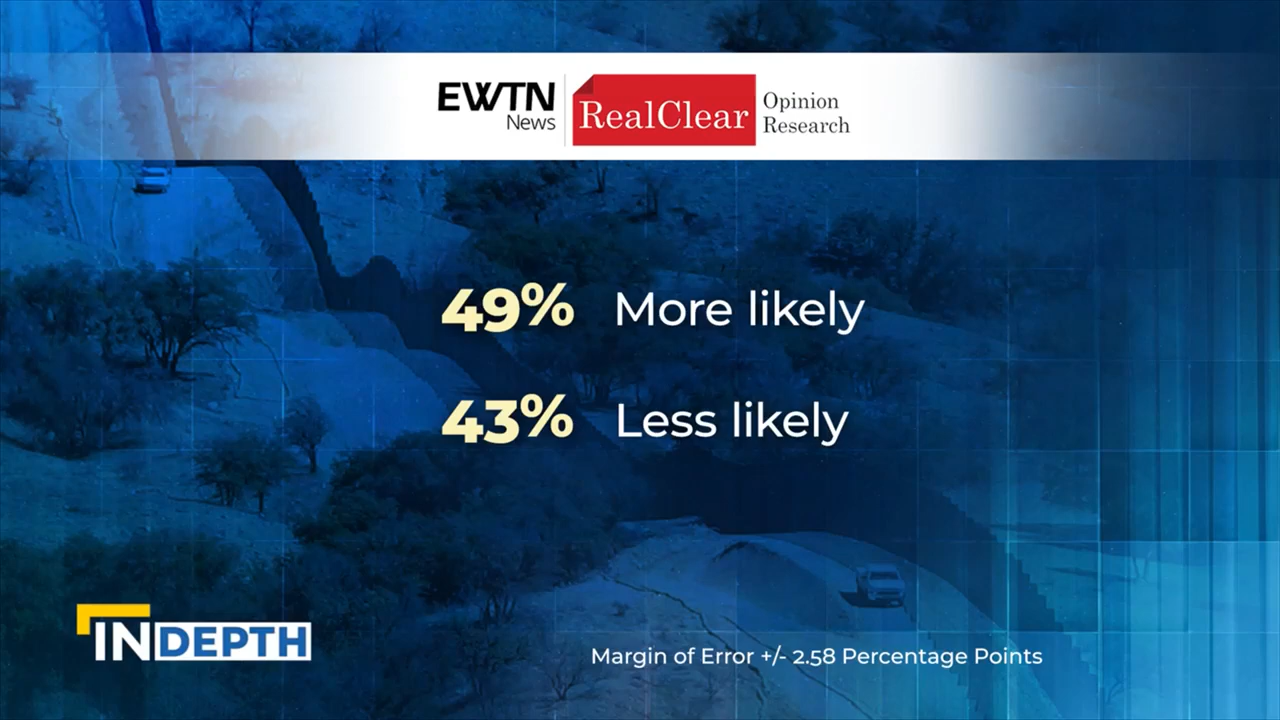 EWTN
News
RealClear
Opinion
Research
49% More likely
43% Less likely
INDEPTH
Margin of Error +/- 2.58 Percentage Points